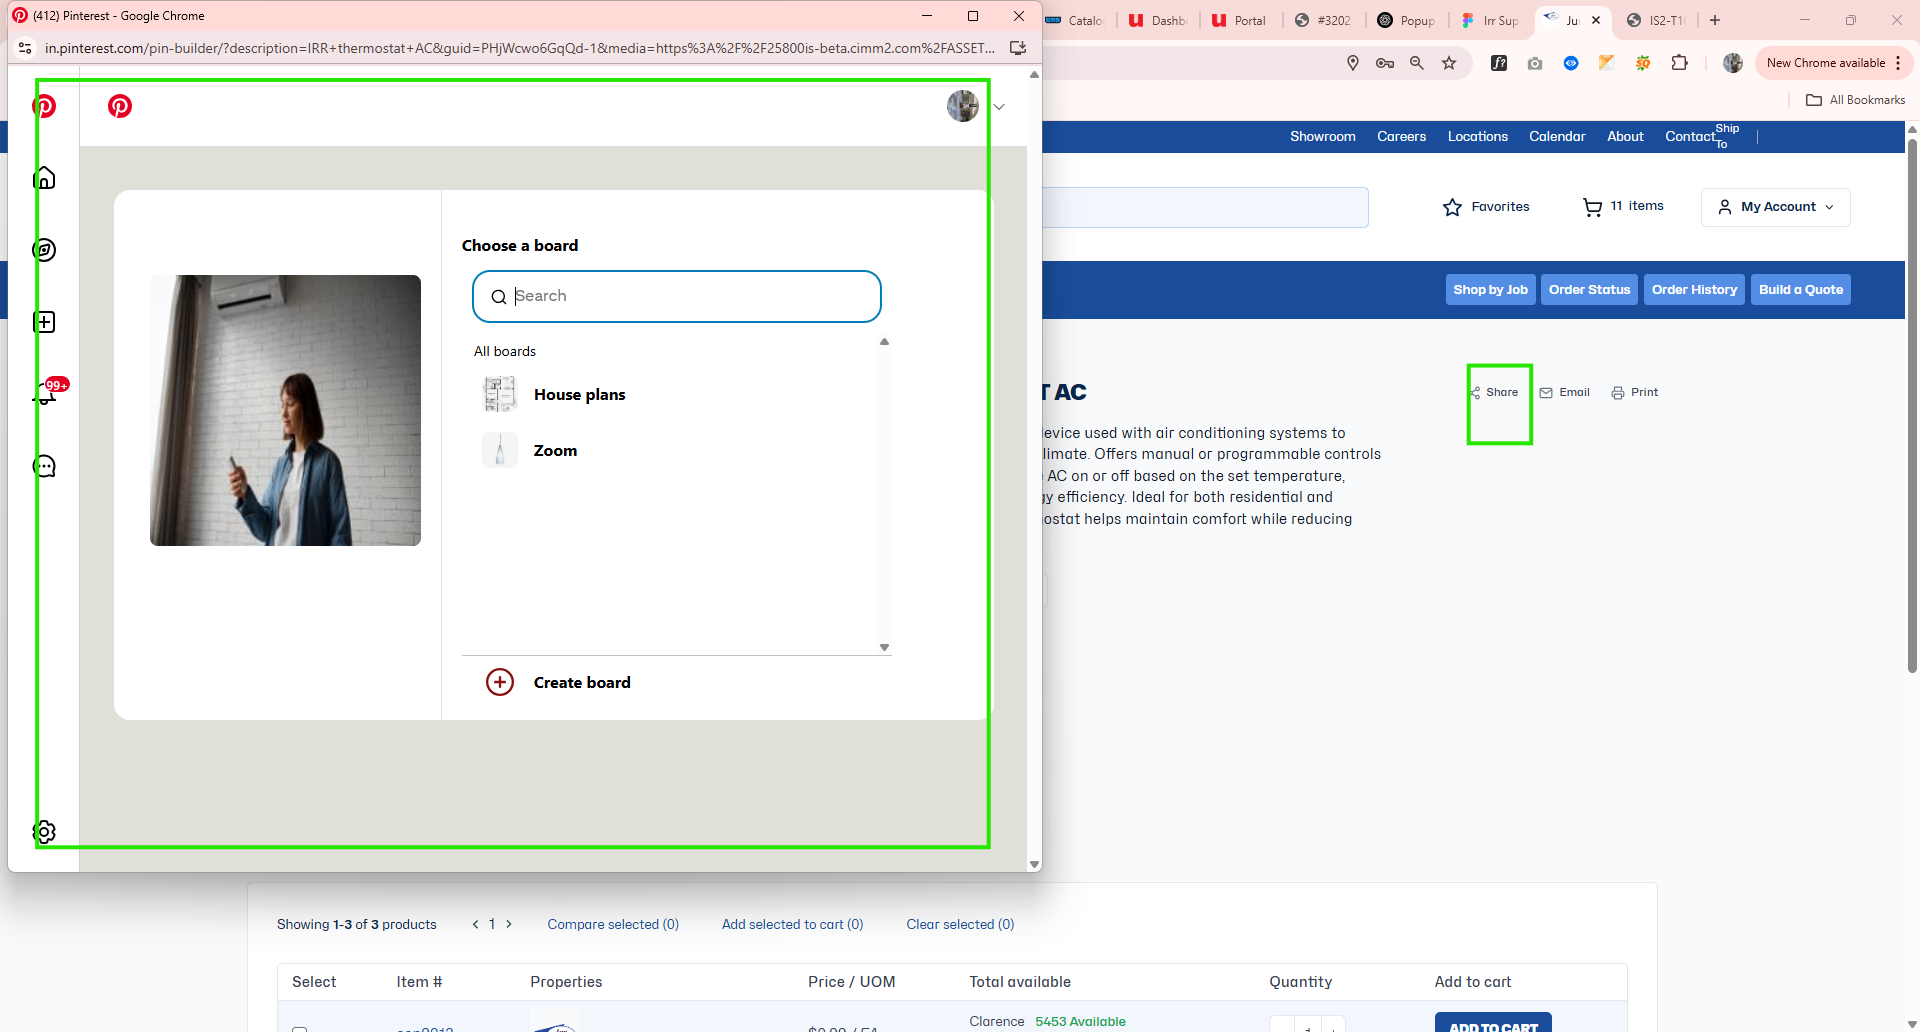 (412) Pinterest - Google Chrome
in.pinterest.com/pin-builder/?description=IRR+thermostat+AC&guid=PHjWcwo6GqQd-1&media=https%3A%2F%2F25800is-beta.cimm2.com%2FASSET...
99+
Choose a board
Search
All boards
House plans
Zoom
Create board
Catalo
Dashb
Portal
#3202
Popup
Irr Sup
Ju
IS2-T1
New Chrome available
All Bookmarks
Showroom
Careers
Locations
Calendar
About
Contact
Ship To
Favorites
11 items
My Account
Shop by Job
Order Status
Order History
Build a Quote
T AC
Share
Email
Print
device used with air conditioning systems to
limate. Offers manual or programmable controls
AC on or off based on the set temperature,
gy efficiency. Ideal for both residential and
ostat helps maintain comfort while reducing
Showing 1-3 of 3 products
1
Compare selected (0)
Add selected to cart (0)
Clear selected (0)
Select
Item #
Properties
Price / UOM
Total available
Quantity
Add to cart
Clarence 5453 Available
1
ADD TO CART